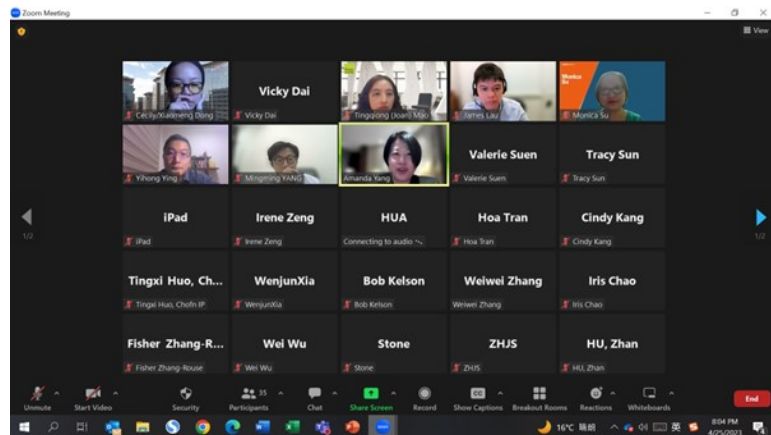 Zoom Meeting
View
Monica Su
Cecily/Xiaomeng Dong
Vicky Dai
Vicky Dai
Tingqiong (Joan) Mao
James Lau
Monica Su
Yihong Ying
Mingming YANG
Amanda Yang
Valerie Suen
Valerie Suen
Tracy Sun
Tracy Sun
iPad
iPad
Irene Zeng
Irene Zeng
HUA
Connecting to audio
Hoa Tran
Hoa Tran
Cindy Kang
Cindy Kang
1/2
1/2
Tingxi Huo, Ch...
Tingxi Huo, Chofn IP
WenjunXia
WenjunXia
Bob Kelson
Bob Kelson
Weiwei Zhang
Weiwei Zhang
Iris Chao
Iris Chao
Fisher Zhang-R...
Fisher Zhang-Rouse
Wei Wu
Wei Wu
Stone
Stone
ZHJS
ZHJS
HU, Zhan
HU, Zhan
Unmute
Start Video
Security
Participants
35
Chat
Share Screen
Record
Show Captions
Breakout Rooms
Reactions
Whiteboards
End
16°C 晴朗
英
8:04 PM
4/25/2023